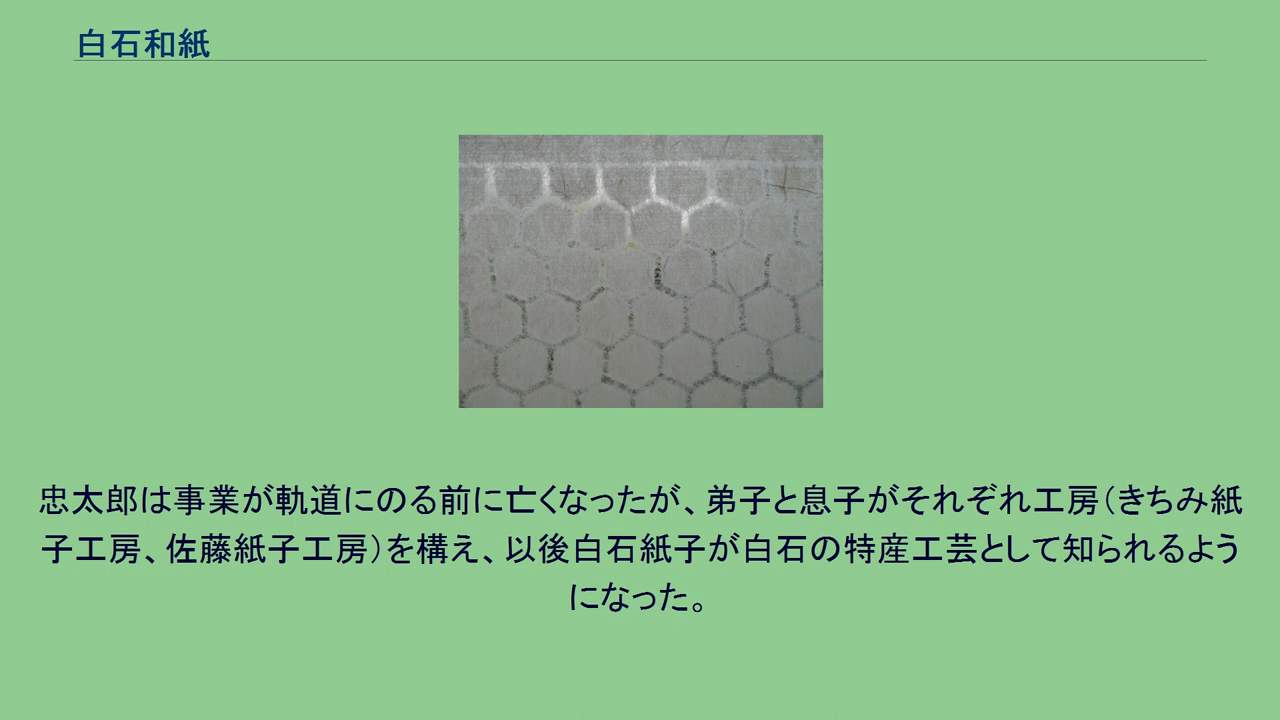 白石和紙
忠太郎は事業が軌道にのる前に亡くなったが、弟子と息子がそれぞれ工房(きちみ紙
子工房、佐藤紙子工房)を構え、以後白石紙子が白石の特産工芸として知られるよう
になった。